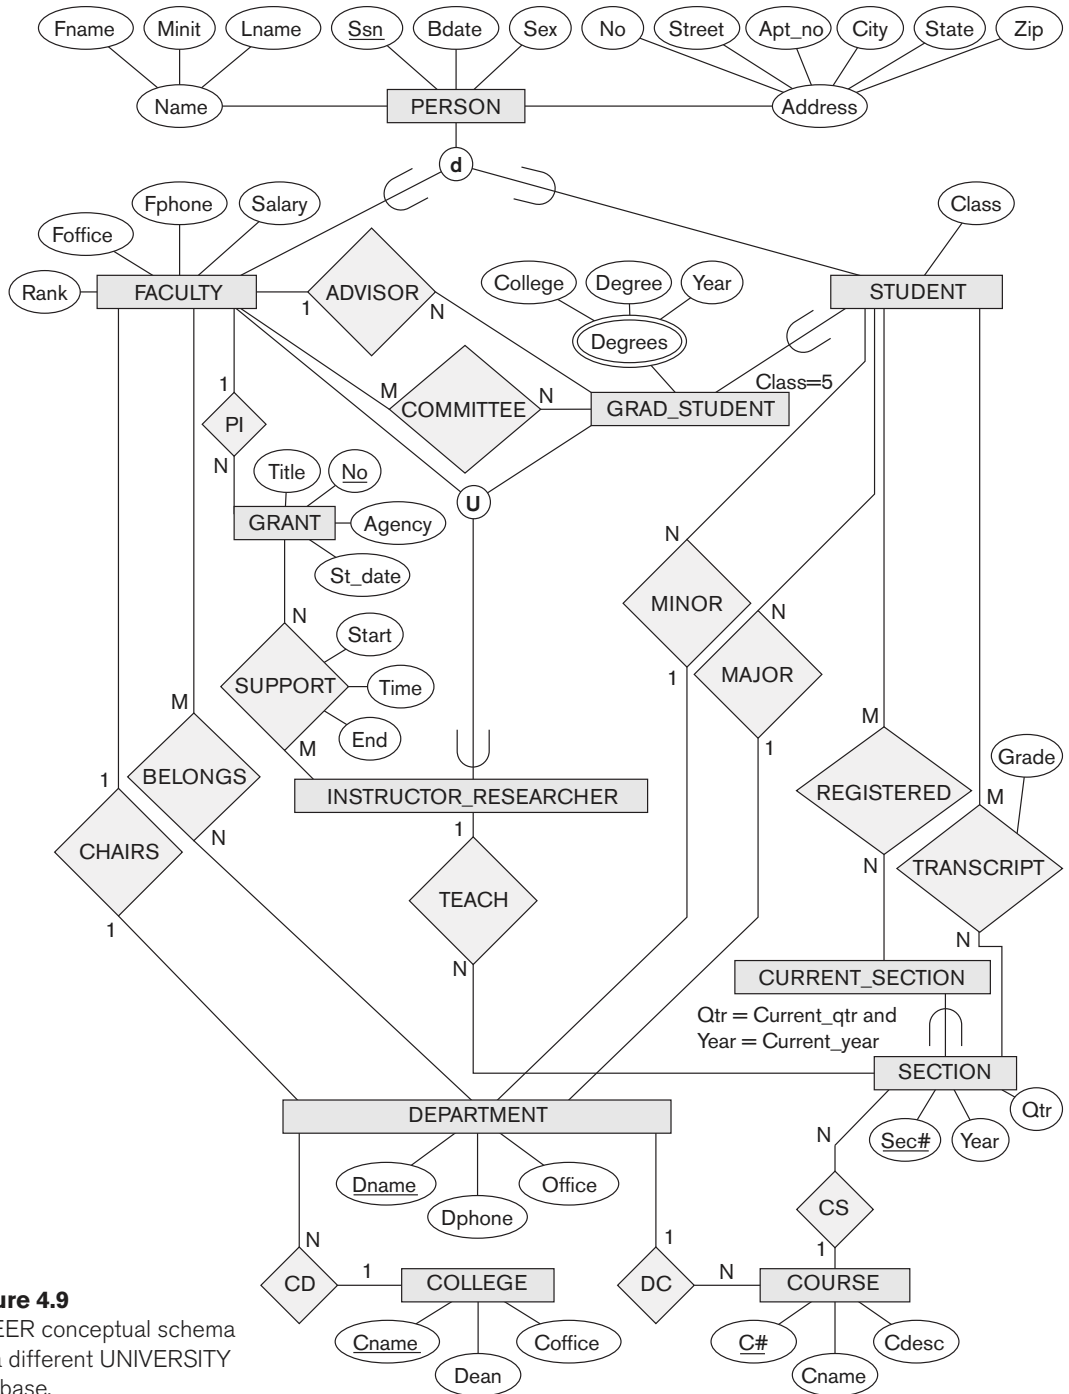 Fname Minit Lname Ssn Bdate Sex No Street Apt_no City State Zip
Name PERSON Address
d
Fphone Salary Class
Foffice
Rank FACULTY ADVISOR College Degree Year STUDENT
1 N
Degrees
1 M N Class=5
COMMITTEE GRAD_STUDENT
PI
N Title No
U
GRANT Agency
St_date
N N
Start MINOR N
SUPPORT Time 1 MAJOR
M End M
M 1 Grade
BELONGS
1 INSTRUCTOR_RESEARCHER REGISTERED M
N 1
CHAIRS N TRANSCRIPT
TEACH
1 N
N CURRENT_SECTION
Qtr = Current_qtr and
Year = Current_year
SECTION
DEPARTMENT Qtr
N Sec# Year
Dname Office
Dphone CS
N 1 1
CD 1 COLLEGE DC N COURSE
Cname Coffice C# Cdesc
Dean Cname
ure 4.9
EER conceptual schema
a different UNIVERSITY
base.